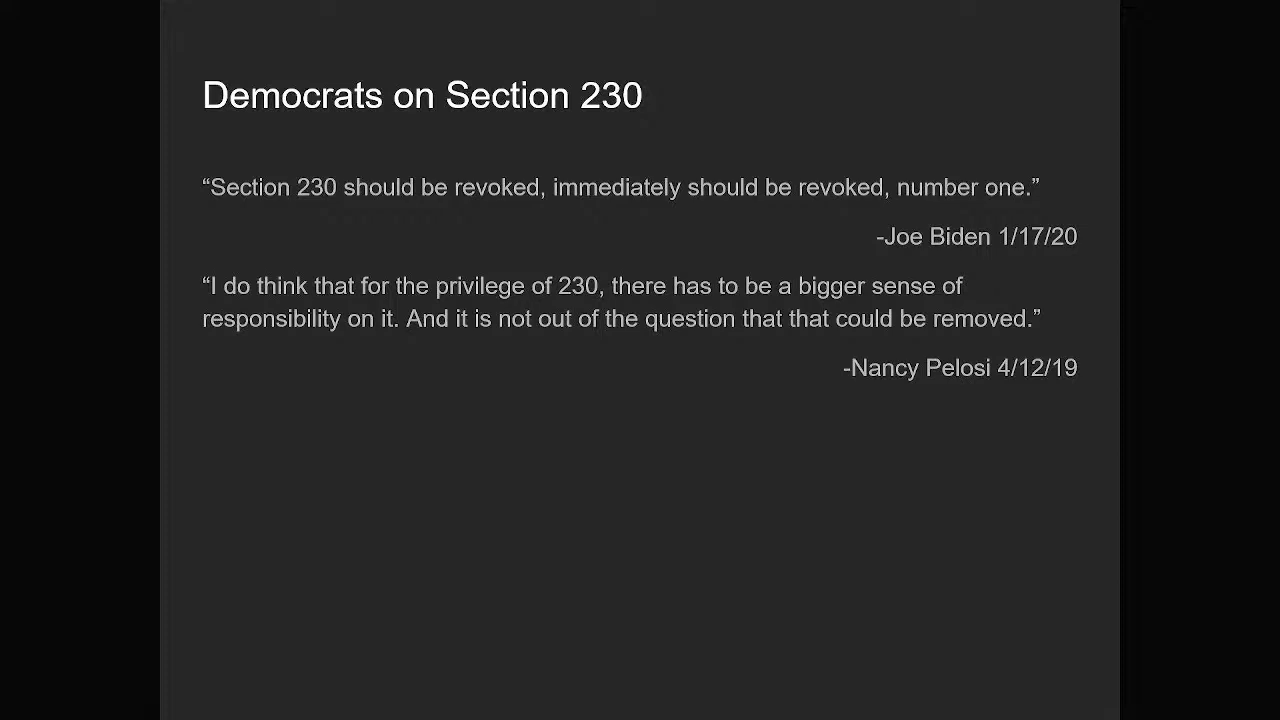 Democrats on Section 230
“Section 230 should be revoked, immediately should be revoked, number one.”
-Joe Biden 1/17/20
“I do think that for the privilege of 230, there has to be a bigger sense of
responsibility on it. And it is not out of the question that that could be removed.”
-Nancy Pelosi 4/12/19